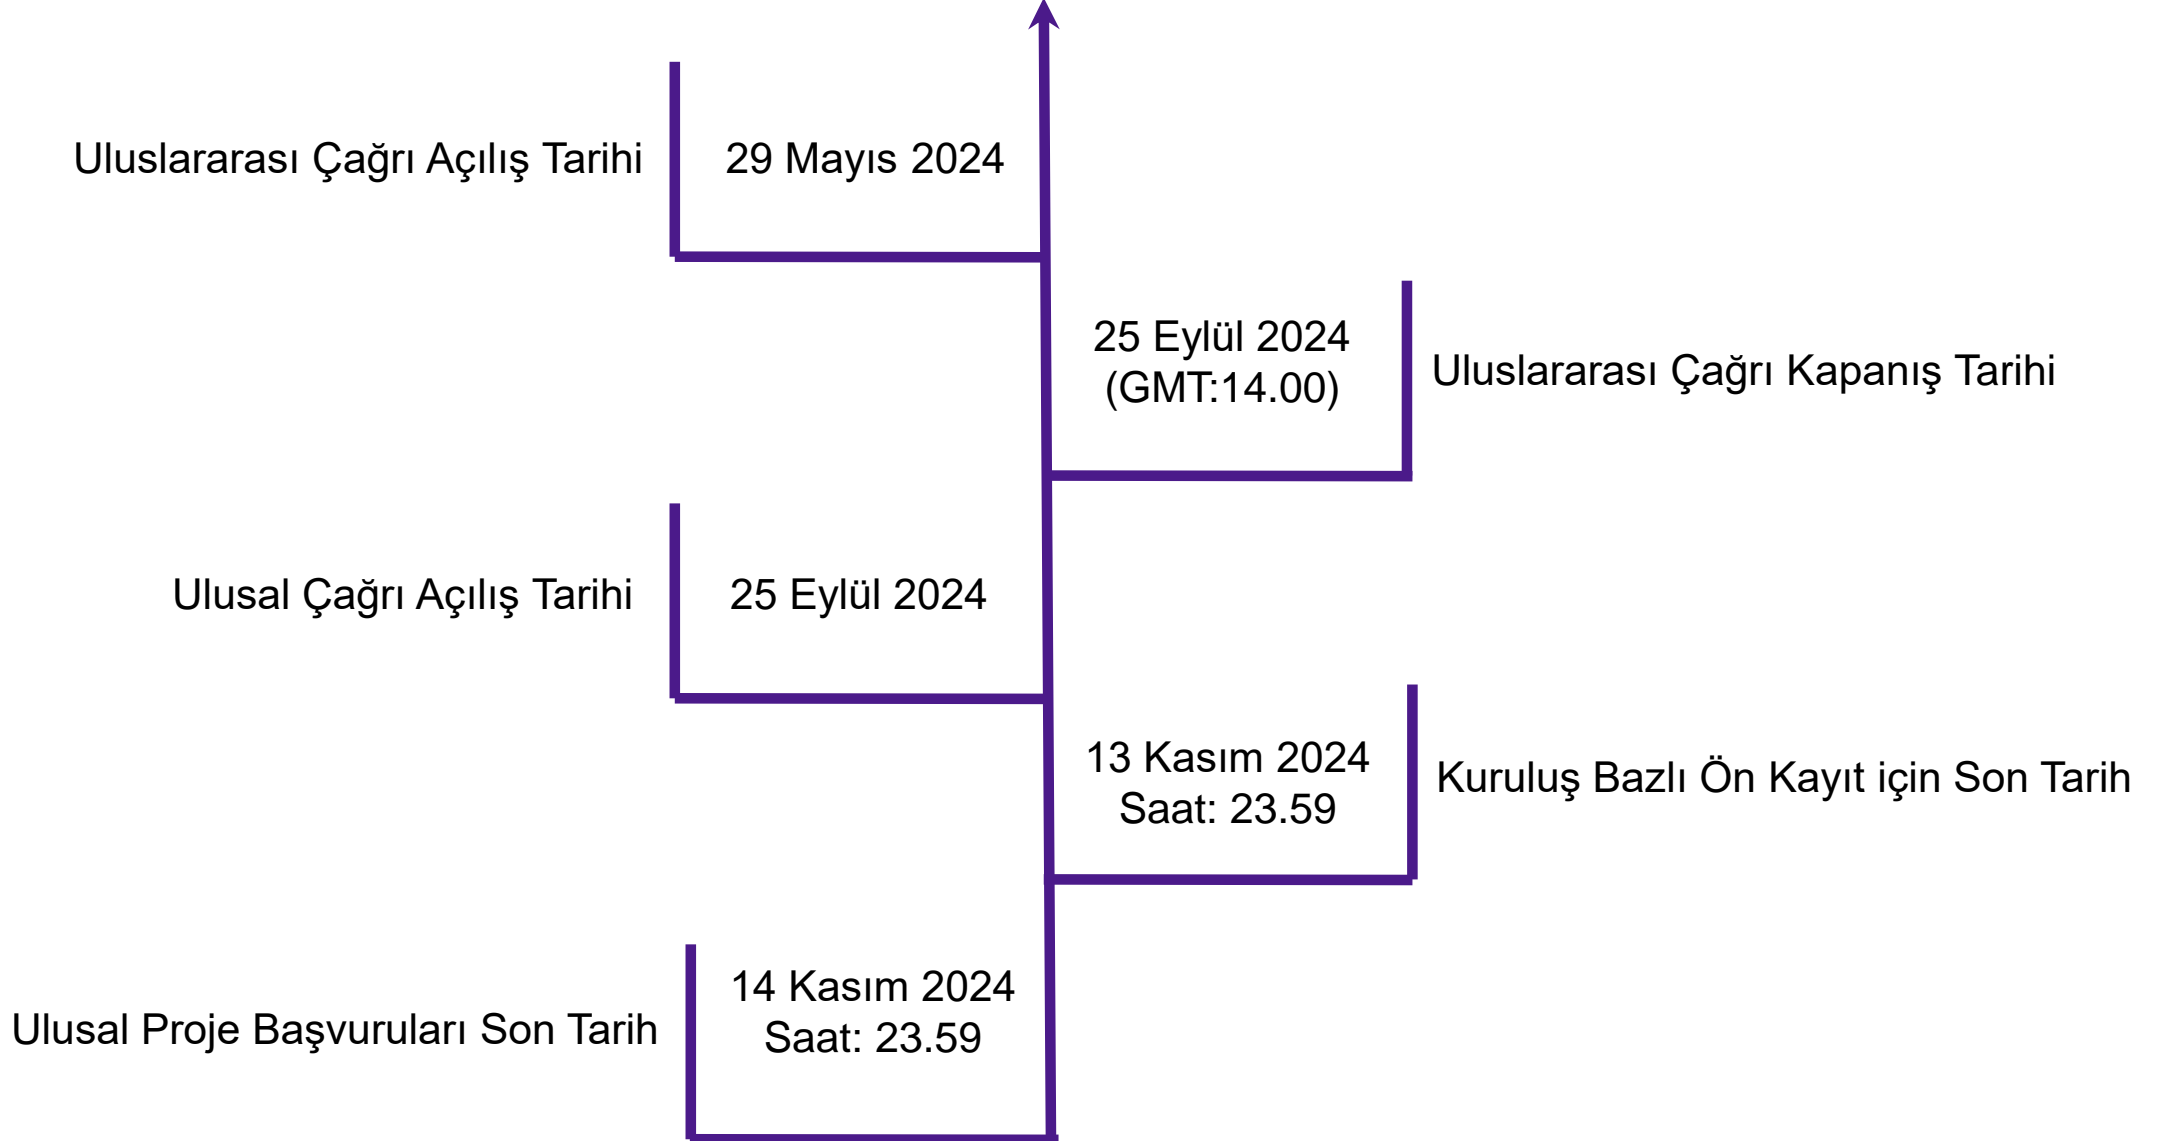 Uluslararası Çağrı Açılış Tarihi
29 Mayıs 2024
25 Eylül 2024
(GMT:14.00)
Uluslararası Çağrı Kapanış Tarihi
Ulusal Çağrı Açılış Tarihi
25 Eylül 2024
13 Kasım 2024
Saat: 23.59
Kuruluş Bazlı Ön Kayıt için Son Tarih
Ulusal Proje Başvuruları Son Tarih
14 Kasım 2024
Saat: 23.59